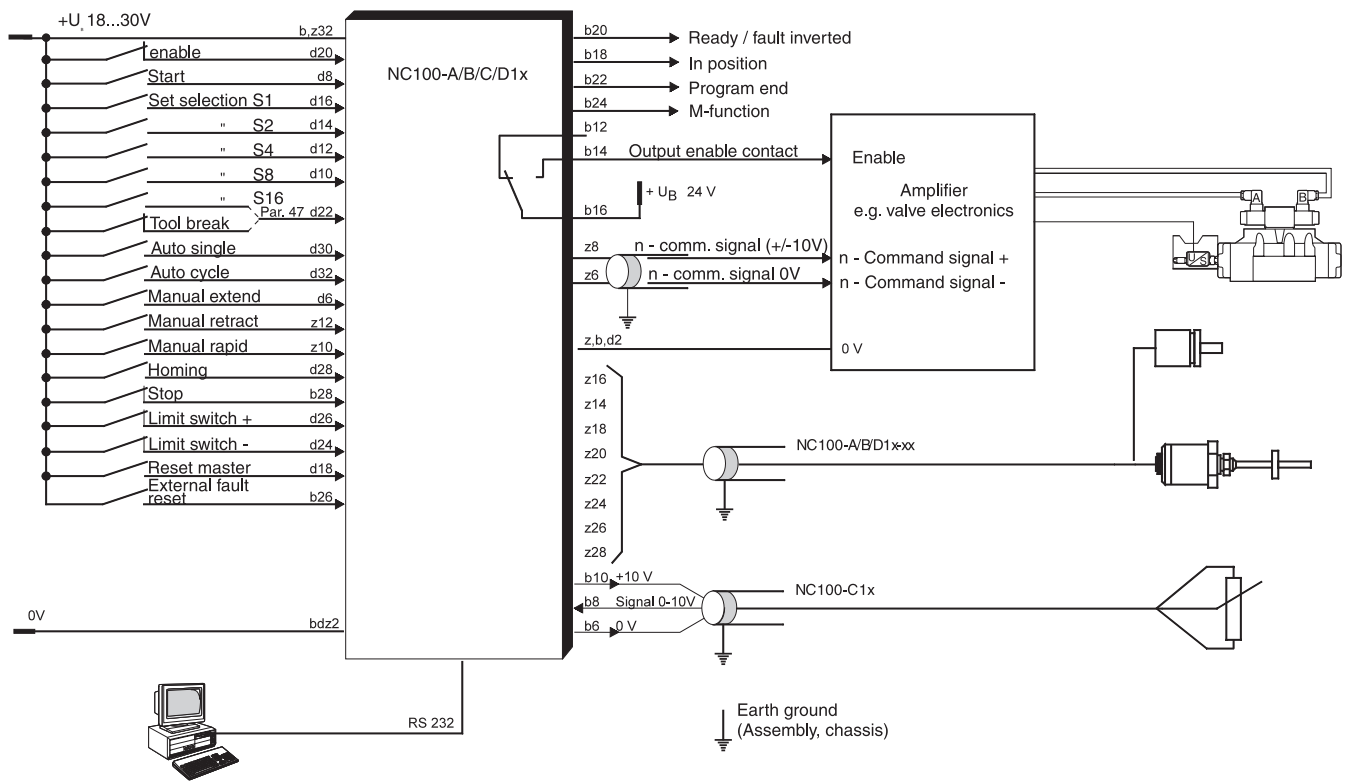 +U 18...30V
b,z32
enable d20
Start d8
Set selection S1 d16
" S2 d14
" S4 d12
" S8 d10
" S16
Par. 47 d22
Tool break
Auto single d30
Auto cycle d32
Manual extend d6
Manual retract z12
Manual rapid z10
Homing d28
Stop b28
Limit switch + d26
Limit switch - d24
Reset master d18
External fault
reset b26
0V
bdz2
RS 232
NC100-A/B/C/D1x
b20 Ready / fault inverted
b18 In position
b22 Program end
b24 M-function
b12
b14 Output enable contact
+ UB 24 V
b16
z8 n - comm. signal (+/-10V)
z6 n - comm. signal 0V
z,b,d2
Enable
Amplifier
e.g. valve electronics
n - Command signal +
n - Command signal -
0 V
A
B
U
S
z16
z14
z18
z20
z22
z24
z26
z28
NC100-A/B/D1x-xx
b10 +10 V
b8 Signal 0-10V
b6 0 V
NC100-C1x
Earth ground
(Assembly, chassis)